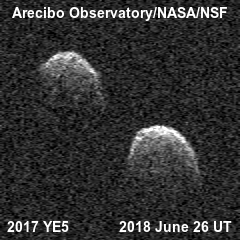 Arecibo Observatory/NASA/NSF
2017 YE5 2018 June 26 UT